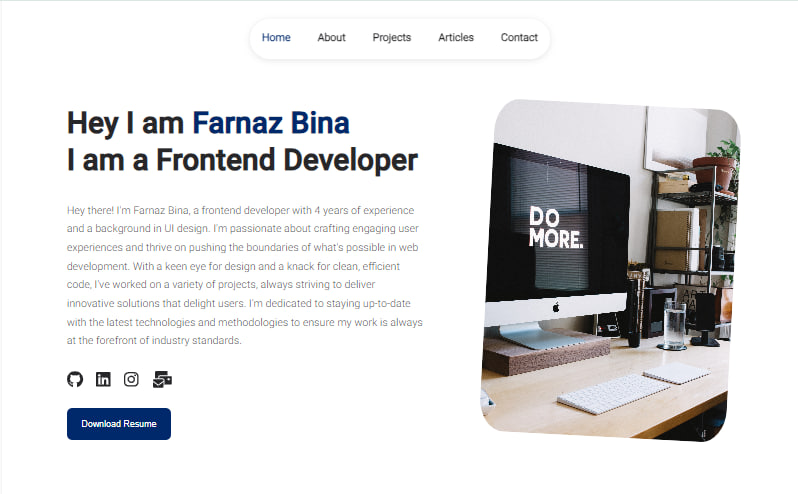 Home About Projects Articles Contact
Hey I am Farnaz Bina
I am a Frontend Developer
Hey there! I'm Farnaz Bina, a frontend developer with 4 years of experience
and a background in UI design. I'm passionate about crafting engaging user
experiences and thrive on pushing the boundaries of what's possible in web
development. With a keen eye for design and a knack for clean, efficient
code, I've worked on a variety of projects, always striving to deliver
innovative solutions that delight users. I'm dedicated to staying up-to-date
with the latest technologies and methodologies to ensure my work is always
at the forefront of industry standards.
Download Resume
DO
MORE.